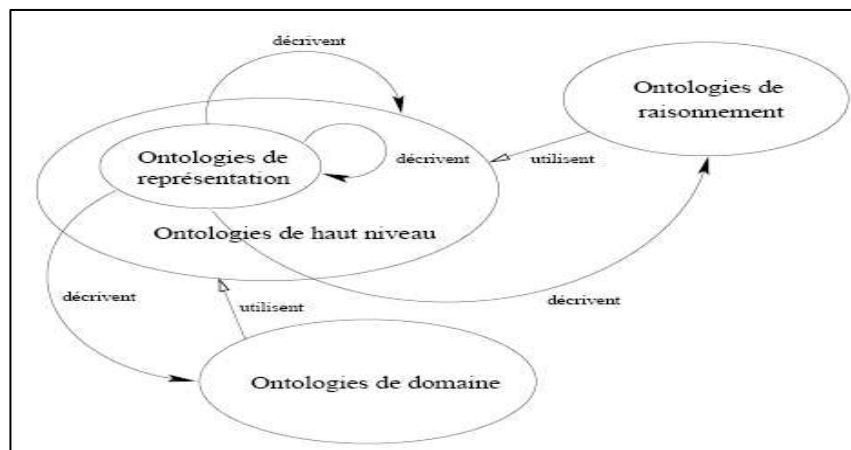 décrivent
Ontologies de
raisonnement
Ontologies de
représentation
décrivent
utilisent
Ontologies de haut niveau
décrivent
utilisent
décrivent
Ontologies de domaine